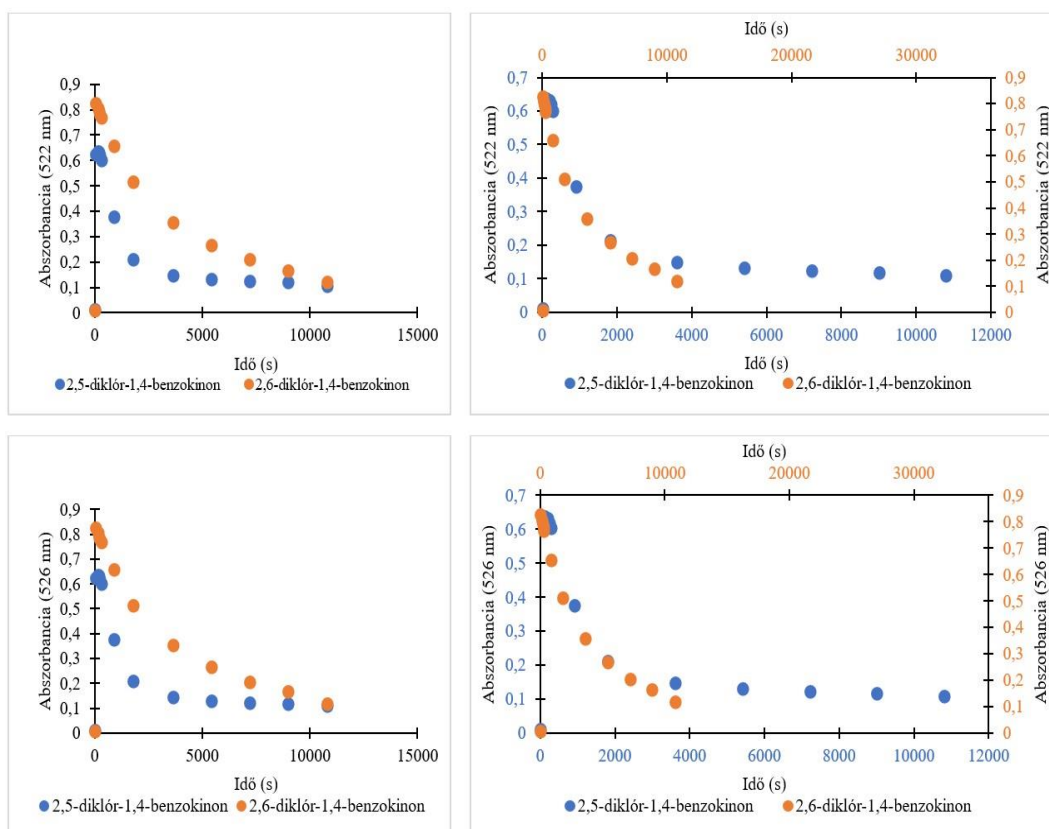 0,9
0,8
0,7
0,6
0,5
0,4
0,3
0,2
0,1
0
Abszorbancia (522 nm)
0 5000 10000 15000
Idő (s)
2,5-diklór-1,4-benzokinon 2,6-diklór-1,4-benzokinon
Idő (s)
0 10000 20000 30000
0,7
0,6
0,5
0,4
0,3
0,2
0,1
0
Abszorbancia (522 nm)
0,9
0,8
0,7
0,6
0,5
0,4
0,3
0,2
0,1
0
Abszorbancia (522 nm)
0 2000 4000 6000 8000 10000 12000
Idő (s)
2,5-diklór-1,4-benzokinon 2,6-diklór-1,4-benzokinon
0,9
0,8
0,7
0,6
0,5
0,4
0,3
0,2
0,1
0
Abszorbancia (526 nm)
0 5000 10000 15000
Idő (s)
2,5-diklór-1,4-benzokinon 2,6-diklór-1,4-benzokinon
Idő (s)
0 10000 20000 30000
0,7
0,6
0,5
0,4
0,3
0,2
0,1
0
Abszorbancia (526 nm)
0,9
0,8
0,7
0,6
0,5
0,4
0,3
0,2
0,1
0
Abszorbancia (526 nm)
0 2000 4000 6000 8000 10000 12000
Idő (s)
2,5-diklór-1,4-benzokinon 2,6-diklór-1,4-benzokinon